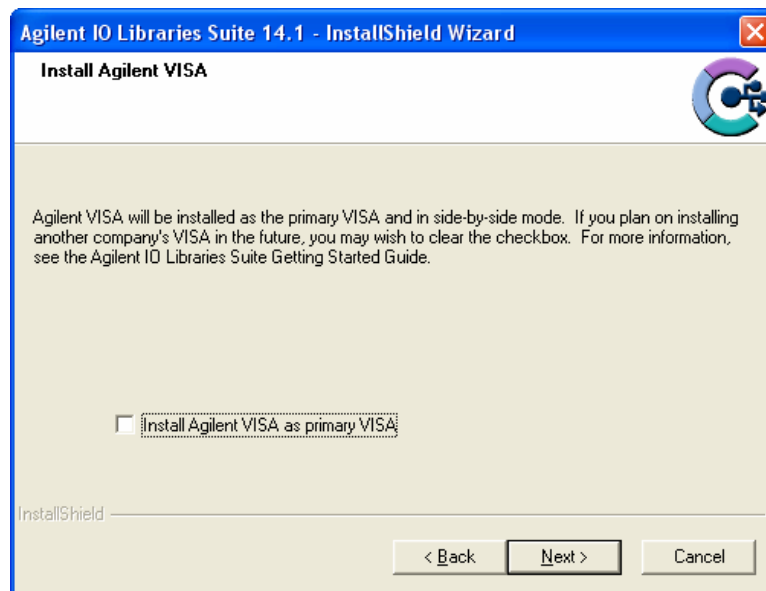 Agilent IO Libraries Suite 14.1 - InstallShield Wizard
Install Agilent VISA
Agilent VISA will be installed as the primary VISA and in side-by-side mode. If you plan on installing
another company's VISA in the future, you may wish to clear the checkbox. For more information,
see the Agilent IO Libraries Suite Getting Started Guide.
Install Agilent VISA as primary VISA
InstallShield
< Back Next > Cancel